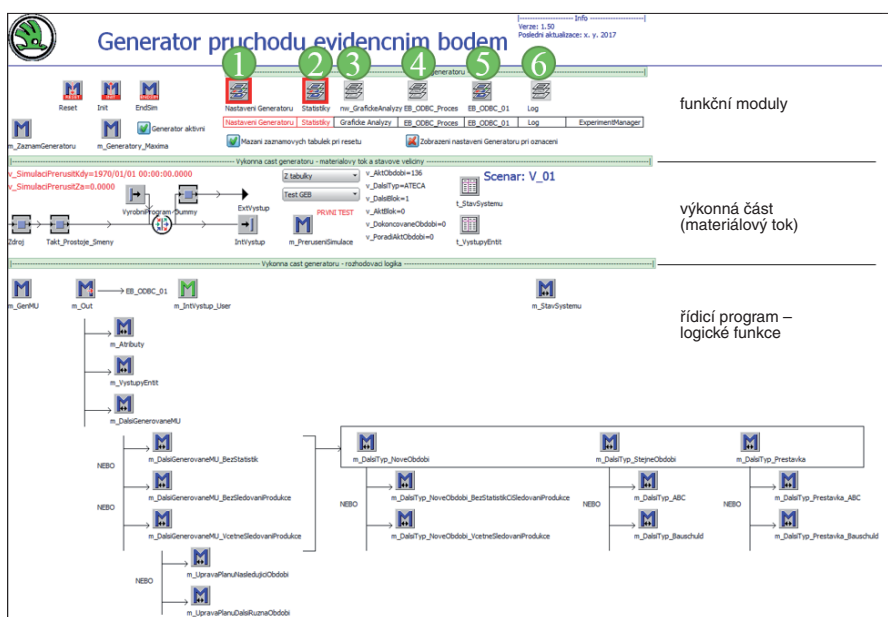 Info
Verze: 1.50
Posledni aktualizace: x. y. 2017
Generator pruchodu evidencnim bodem
1 2 3 4 5 6
generatoru
Reset Init EndSim Nastaveni Generatoru Statistiky nw_GrafickeAnalyzy EB_ODBC_Proces EB_ODBC_01 Log
funkční moduly
Nastaveni Generatoru Statistiky Graficke Analyzy EB_ODBC_Proces EB_ODBC_01 Log ExperimentManager
Generator aktivni
Mazani zaznamovych tabulek pri resetu Zobrazeni nastaveni Generatoru pri oznaceni
m_ZaznamGeneratoru m_Generatory_Maxima
Vykonna cast generatoru - materialovy tok a stavove veliciny
v_SimulaciPrerusitKdy=1970/01/01 00:00:00.0000
v_SimulaciPrerusitZa=0.0000
Z tabulky
Test GEB
PRVNI TEST
v_AktObdobi=136
v_DalsiTyp=ATECA
v_DalsiBlok=1
v_AktBlok=0
v_DokoncovaneObdobi=0
v_PoradiAktObdobi=0
Scenar: V_01
t_StavSystemu
t_VystupyEntit
výkonná část
(materiálový tok)
VyrobniProgram Dummy
ExtVystup
Zdroj Takt_Prostoje_Smeny IntVystup m_PreruseniSimulace
Vykonna cast generatoru - rozhodovaci logika
m_GenMU m_Out EB_ODBC_01 m_IntVystup_User m_StavSystemu
řídicí program –
logické funkce
m_Atributy
m_VystupyEntit
m_DalsiGenerovaneMU
m_DalsiGenerovaneMU_BezStatistik
NEBO
m_DalsiGenerovaneMU_BezSledovaniProdukce
NEBO
m_DalsiGenerovaneMU_VcetneSledovaniProdukce
m_DalsiTyp_NoveObdobi m_DalsiTyp_StejneObdobi m_DalsiTyp_Prestavka
m_DalsiTyp_NoveObdobi_BezStatistikCiSledovaniProdukce m_DalsiTyp_ABC m_DalsiTyp_Prestavka_ABC
NEBO NEBO NEBO
m_DalsiTyp_NoveObdobi_VcetneSledovaniProdukce m_DalsiTyp_Bauschuld m_DalsiTyp_Prestavka_Bauschuld
m_UpravaPlanuNasledujiciObdobi
NEBO
m_UpravaPlanuDalsiRuznaObdobi